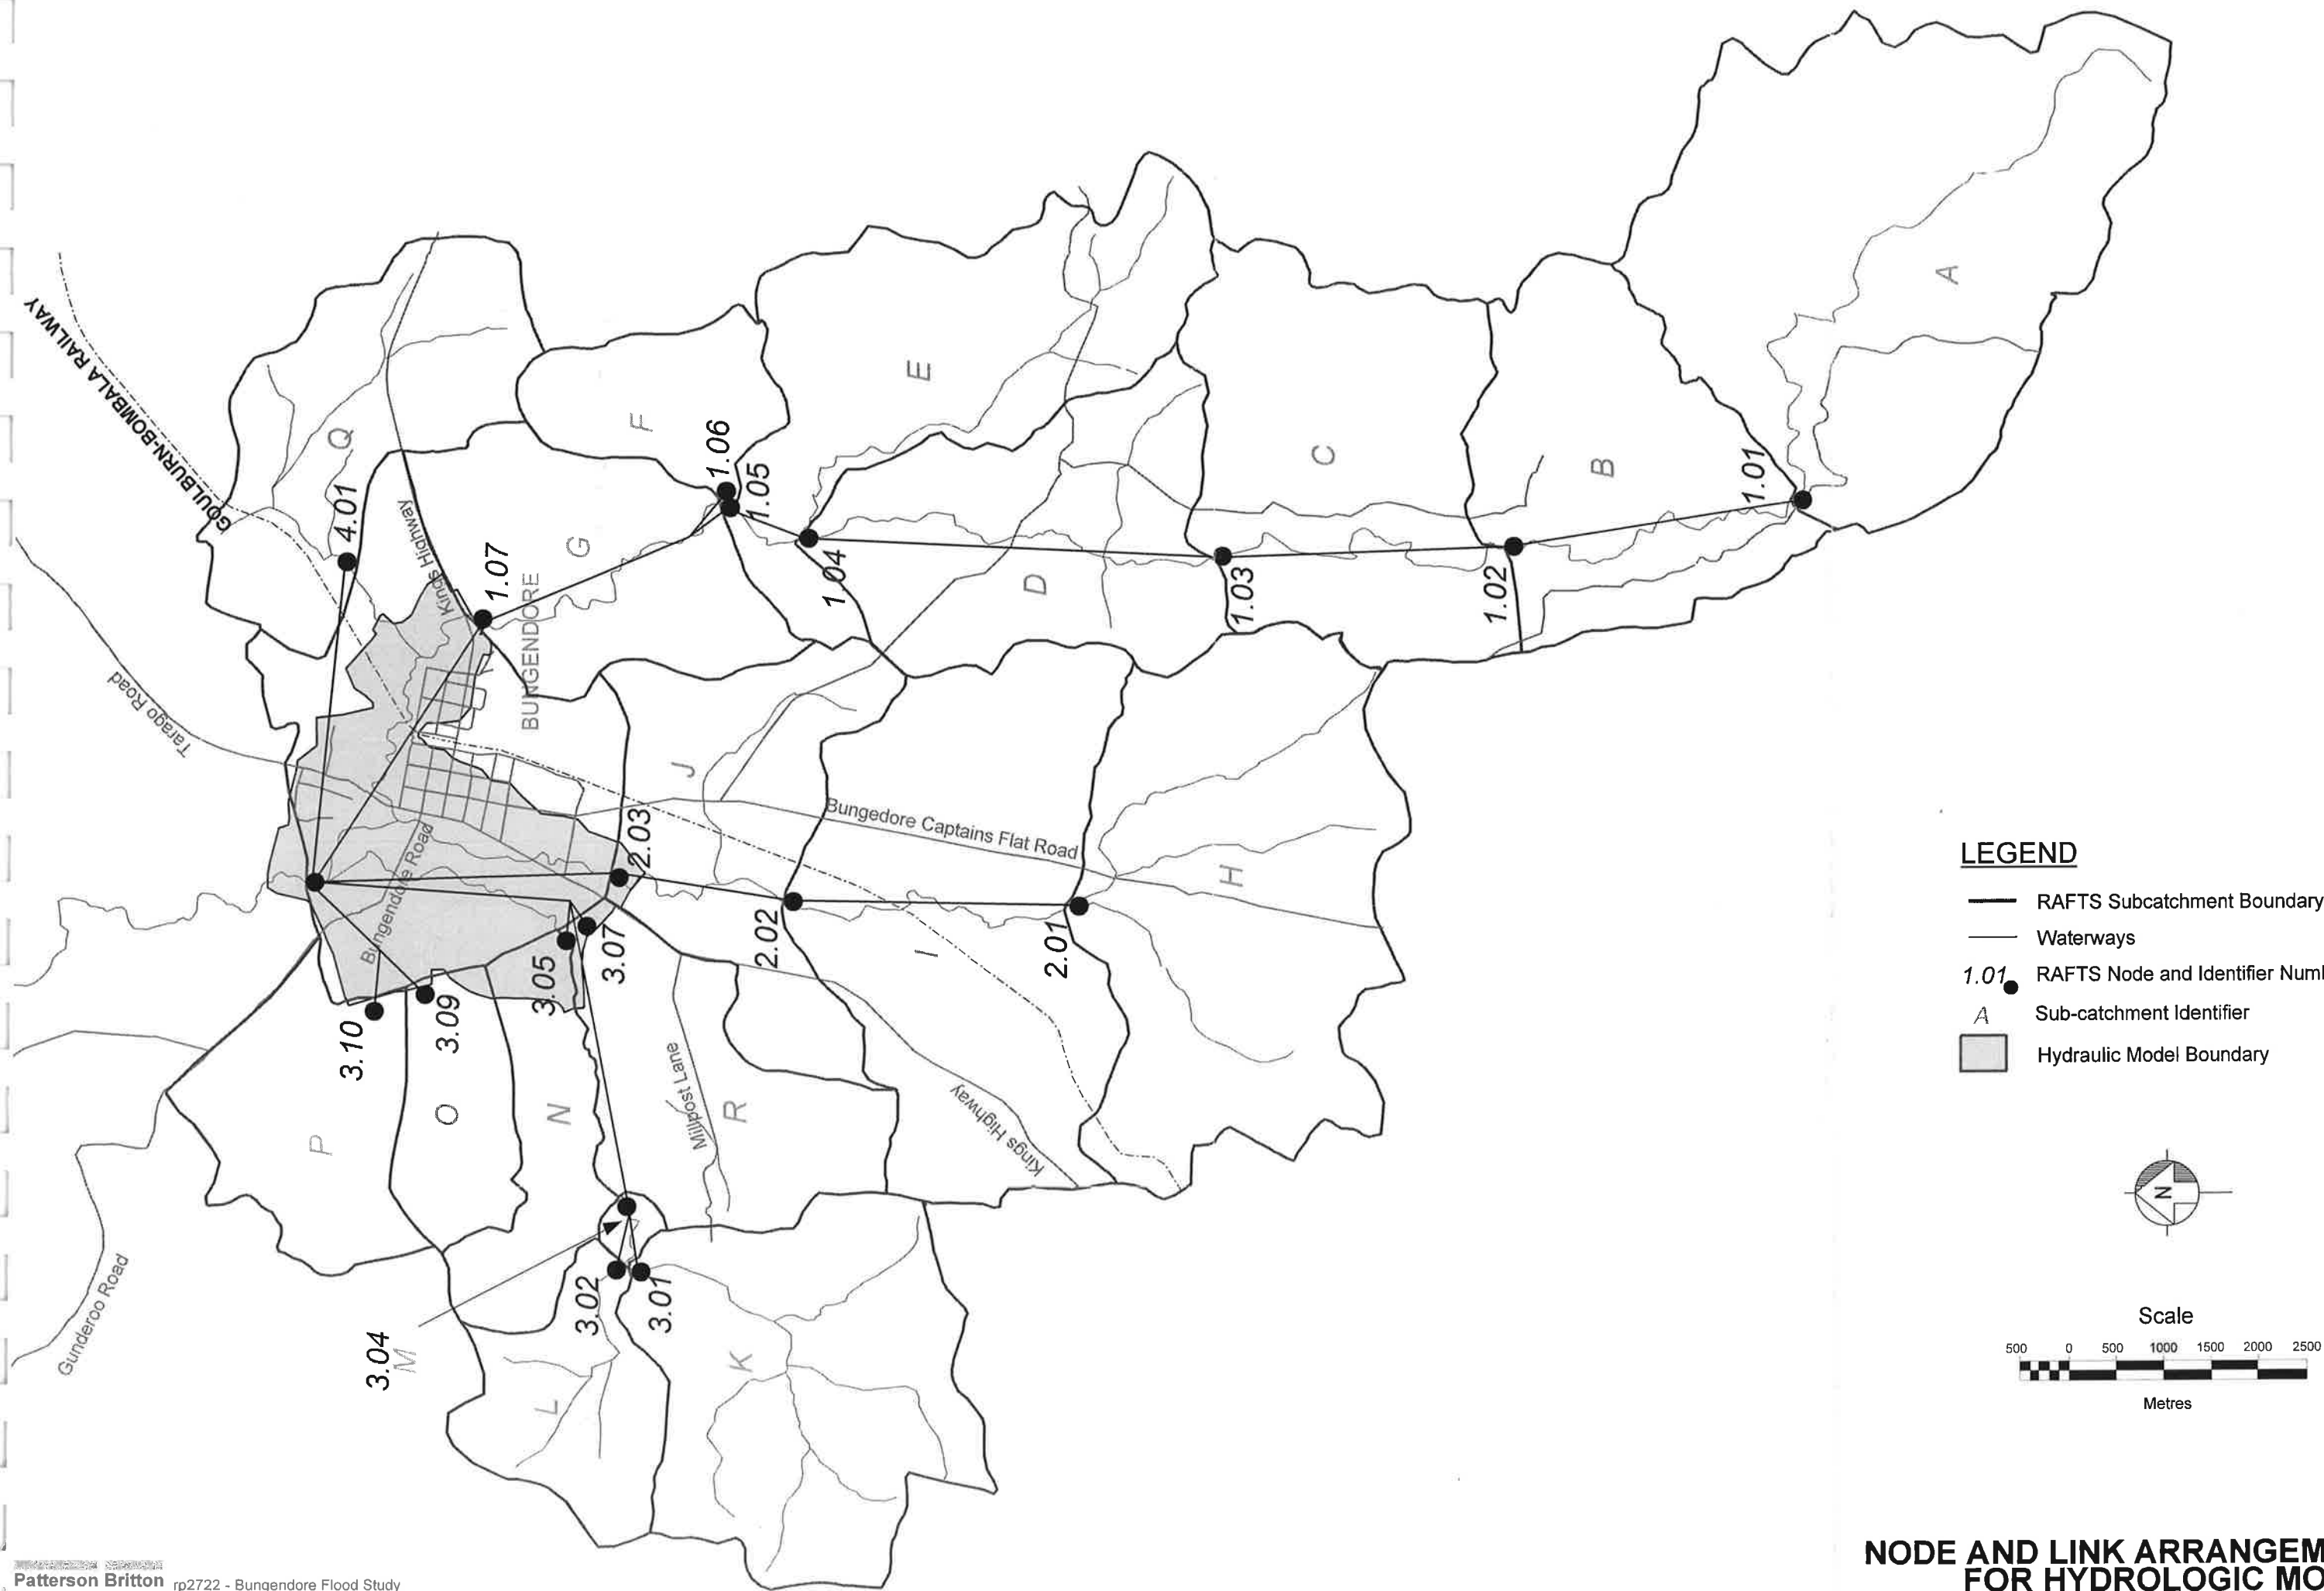 GOULBURN-BOMBALA RAILWAY
A
E
F
Q
1.06
1.05
C
B
1.01
4.01
Kings Highway
Kings Highway
1.07
G
BUNGENDORE
1.04
D
1.03
1.02
Tarago Road
J
Bungedore Captains Flat Road
2.03
H
Bungendore Road
2.02
I
2.01
3.07
3.05
3.09
3.10
P
O
N
Millpost Lane
R
Kings Highway
Gunderoo Road
3.02
3.01
3.04
M
L
K
LEGEND
RAFTS Subcatchment Boundary
Waterways
1.01 RAFTS Node and Identifier Num
A Sub-catchment Identifier
Hydraulic Model Boundary
N
Scale
500 0 500 1000 1500 2000 2500
Metres
NODE AND LINK ARRANGEM
FOR HYDROLOGIC MO
Patterson Britton rp2722 - Bungendore Flood Study